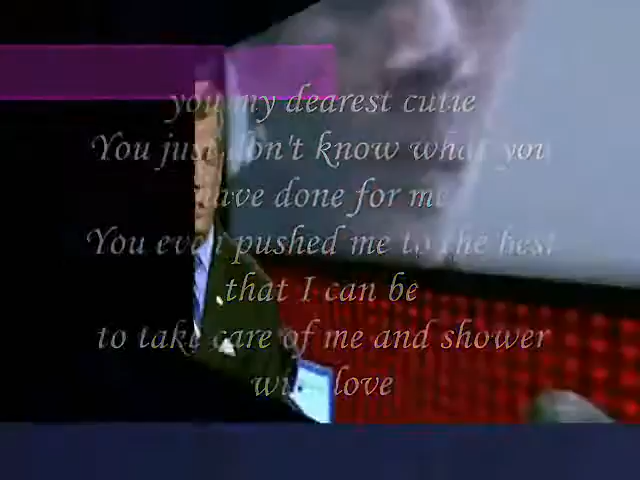 you my dearest cutie
You just don't know what you
have done for me
You even pushed me to the best
that I can be
to take care of me and shower
with love